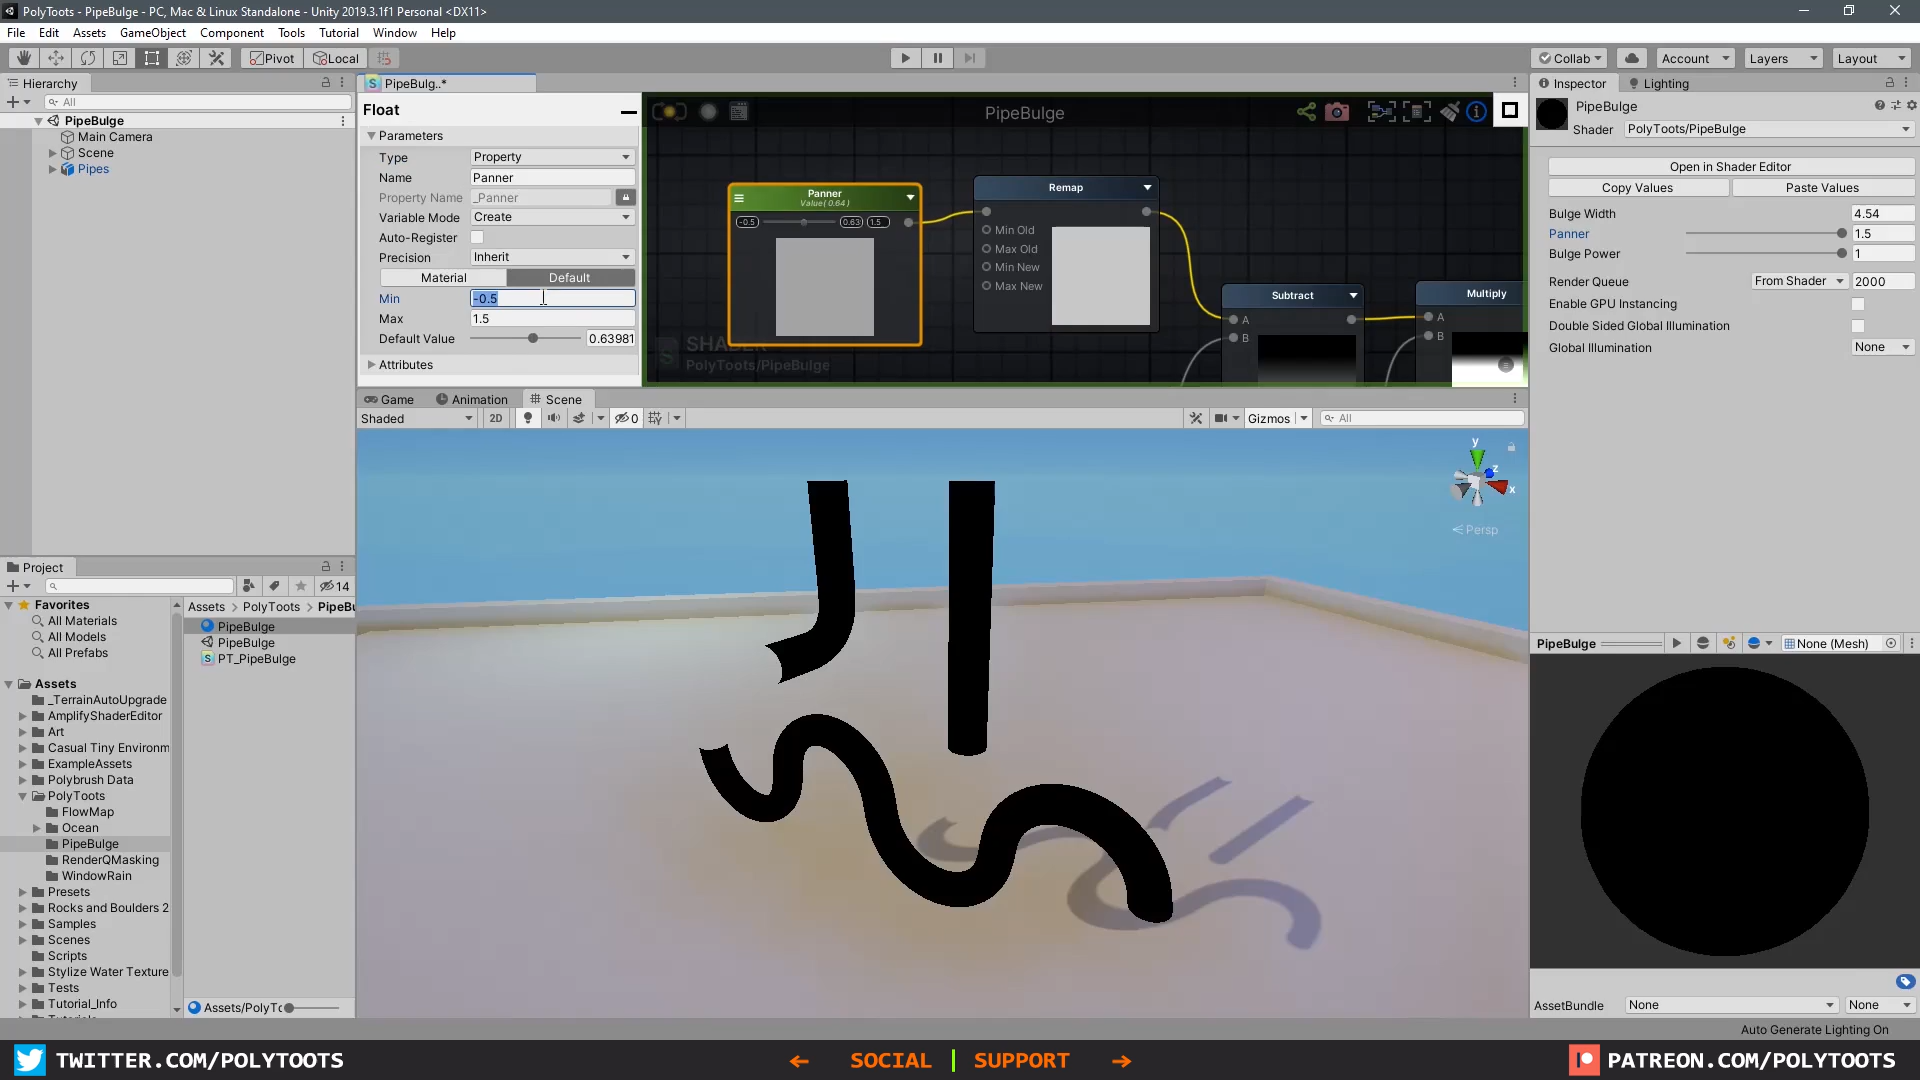 PolyToots - PipeBulge - PC, Mac & Linux Standalone - Unity 2019.3.1f1 Personal <DX11>
File Edit Assets GameObject Component Tools Tutorial Window Help
Pivot Local Collab Account Layers Layout
Hierarchy
All
PipeBulge
Main Camera
Scene
Pipes
PipeBulg..*
Float
Parameters
Type Property
Name Panner
Property Name _Panner
Variable Mode Create
Auto-Register
Precision Inherit
Material Default
Min -0.5
Max 1.5
Default Value 0.63981
Attributes
PipeBulge
Panner
Value( 0.64 )
-0.5 0.63 1.5
Remap
Min Old
Max Old
Min New
Max New
Subtract
A
B
Multiply
A
B
SHADER
PolyToots/PipeBulge
Game Animation Scene
Shaded 2D 0 Gizmos All
y
z
x
Persp
Inspector Lighting
PipeBulge
Shader PolyToots/PipeBulge
Open in Shader Editor
Copy Values Paste Values
Bulge Width 4.54
Panner 1.5
Bulge Power 1
Render Queue From Shader 2000
Enable GPU Instancing
Double Sided Global Illumination
Global Illumination None
PipeBulge None (Mesh)
AssetBundle None None
Auto Generate Lighting On
Project
14
Favorites
All Materials
All Models
All Prefabs
Assets
_TerrainAutoUpgrade
AmplifyShaderEditor
Art
Casual Tiny Environm
ExampleAssets
Polybrush Data
PolyToots
FlowMap
Ocean
PipeBulge
RenderQMasking
WindowRain
Presets
Rocks and Boulders 2
Samples
Scenes
Scripts
Stylize Water Texture
Tests
Tutorial_Info
Assets > PolyToots > PipeBu
PipeBulge
PipeBulge
PT_PipeBulge
Assets/PolyTo
TWITTER.COM/POLYTOOTS
← SOCIAL | SUPPORT →
PATREON.COM/POLYTOOTS